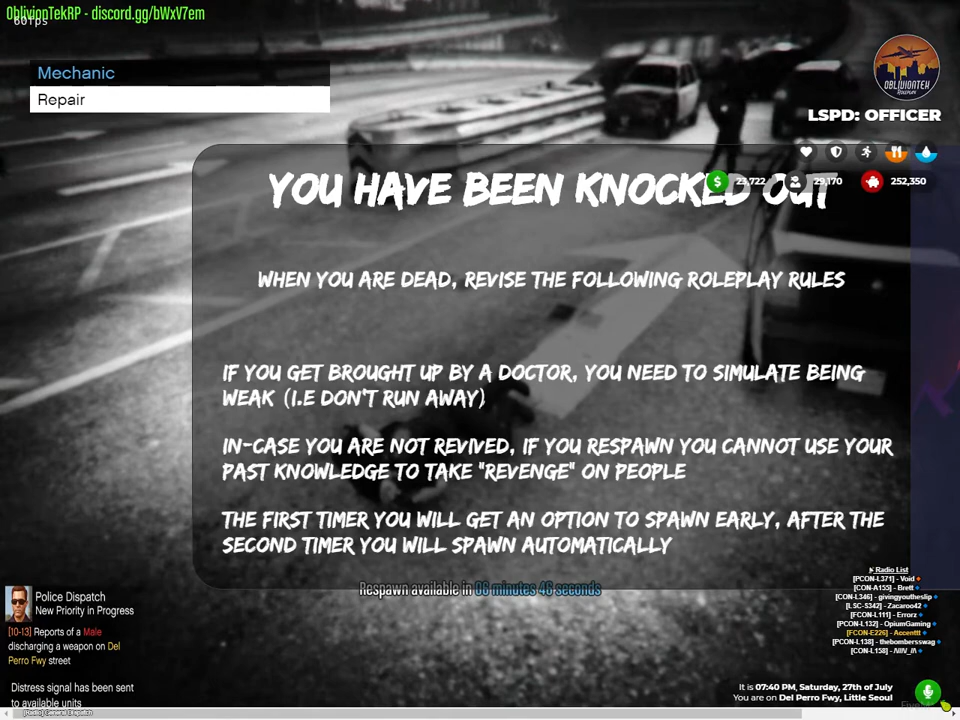 OblivionTekRP - discord.gg/bWxV7em
60fps
Mechanic
Repair
OBLIVIONTEK
Roleplay
LSPD: OFFICER
23,722
29,170
252,350
YOU HAVE BEEN KNOCKED OUT
WHEN YOU ARE DEAD, REVISE THE FOLLOWING ROLEPLAY RULES
IF YOU GET BROUGHT UP BY A DOCTOR, YOU NEED TO SIMULATE BEING
WEAK (I.E DON'T RUN AWAY)
IN-CASE YOU ARE NOT REVIVED, IF YOU RESPAWN YOU CANNOT USE YOUR
PAST KNOWLEDGE TO TAKE "REVENGE" ON PEOPLE
THE FIRST TIMER YOU WILL GET AN OPTION TO SPAWN EARLY, AFTER THE
SECOND TIMER YOU WILL SPAWN AUTOMATICALLY
Respawn available in 06 minutes 46 seconds
Radio List
[PCON-L371] - Void
[CON-A155] - Brett
[CON-L346] - givingyoutheslip
[LSC-S342] - Zacaroo42
[FCON-L111] - Errorz
[PCON-L132] - OpiumGaming
[FCON-E226] - Accenttt
[PCON-L138] - thebombersswag
Police Dispatch
New Priority in Progress
[10-13] Reports of a Male
discharging a weapon on Del
Perro Fwy street
Distress signal has been sent
to available units
[Radio] General Dispatch
It is 07:40 PM, Saturday, 27th of July
You are on Del Perro Fwy, Little Seoul